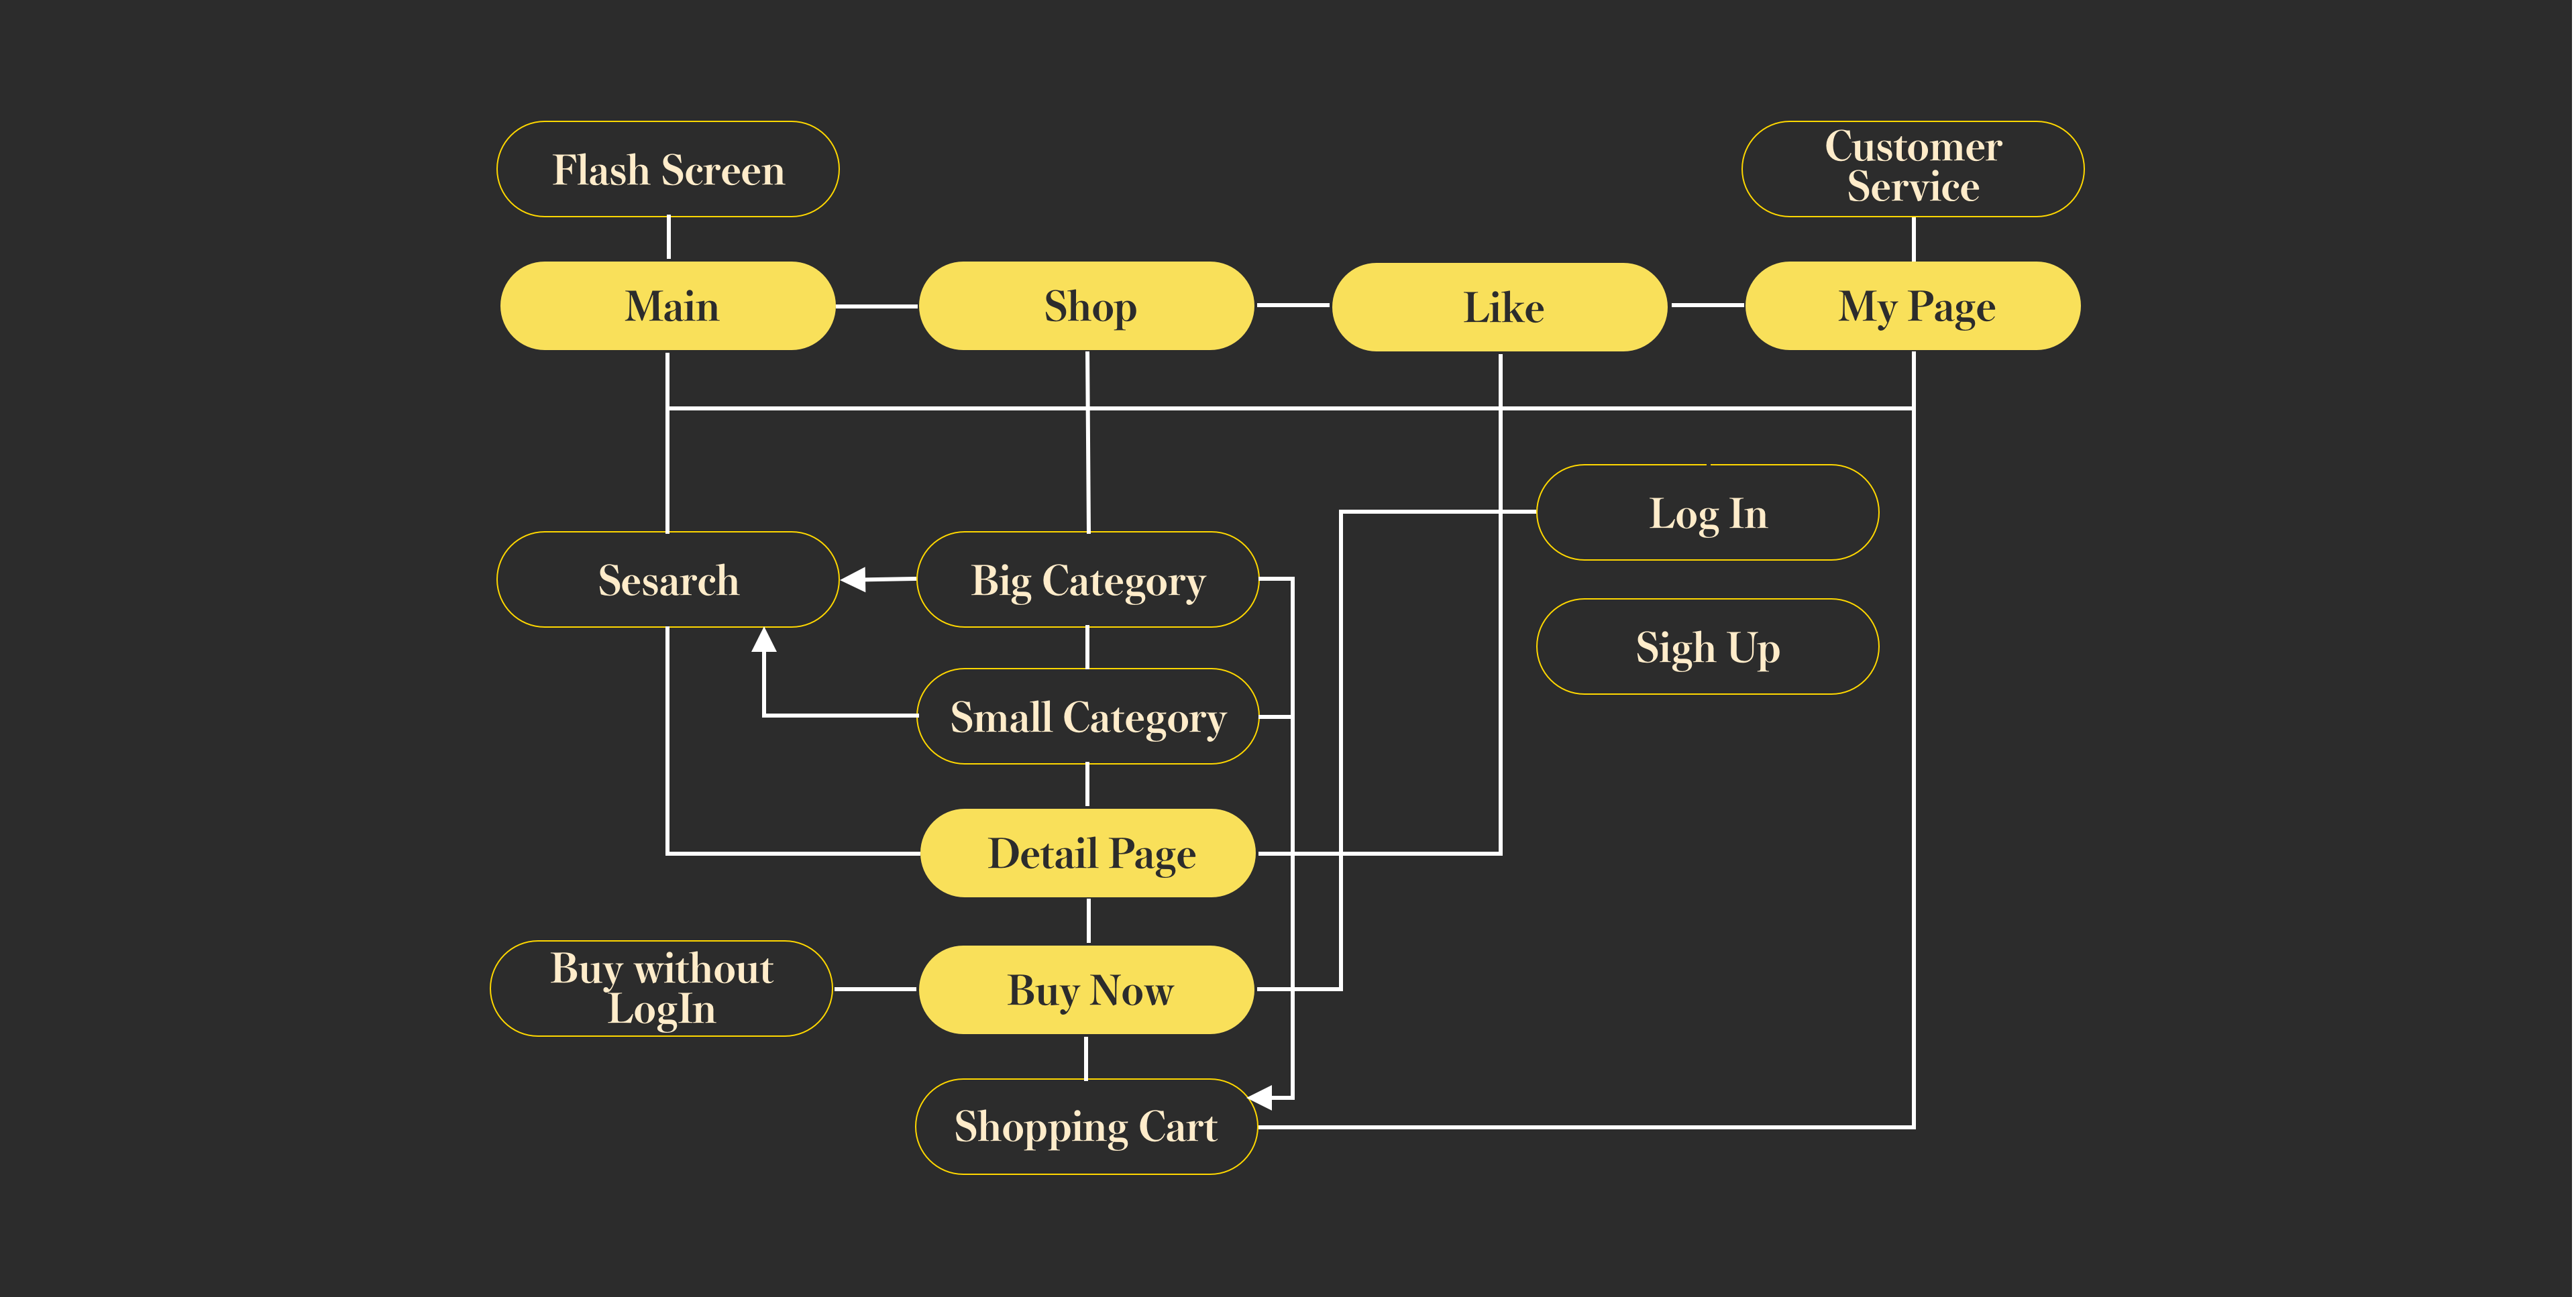 Flash Screen
Customer
Service
Main
Shop
Like
My Page
Log In
Sesarch
Big Category
Sigh Up
Small Category
Detail Page
Buy without
LogIn
Buy Now
Shopping Cart